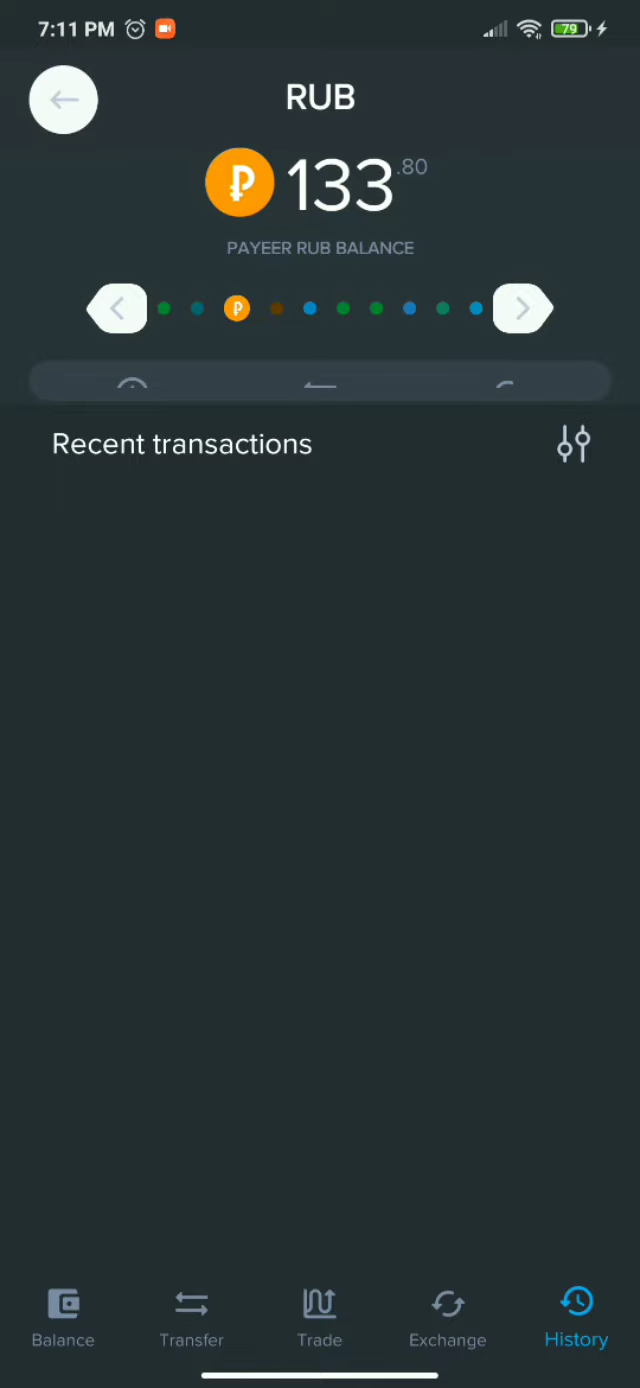 7:11 PM
79
RUB
₽ 133.80
PAYEER RUB BALANCE
₽
Recent transactions
Balance
Transfer
Trade
Exchange
History